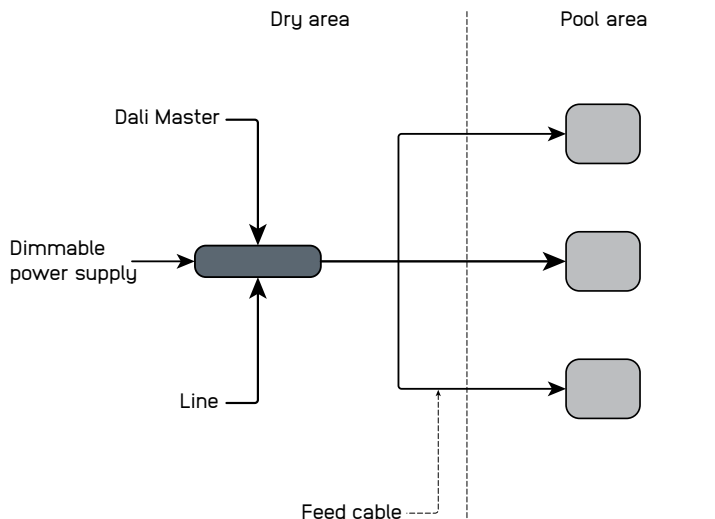 Dry area
Pool area
Dali Master
Dimmable
power supply
Line
Feed cable